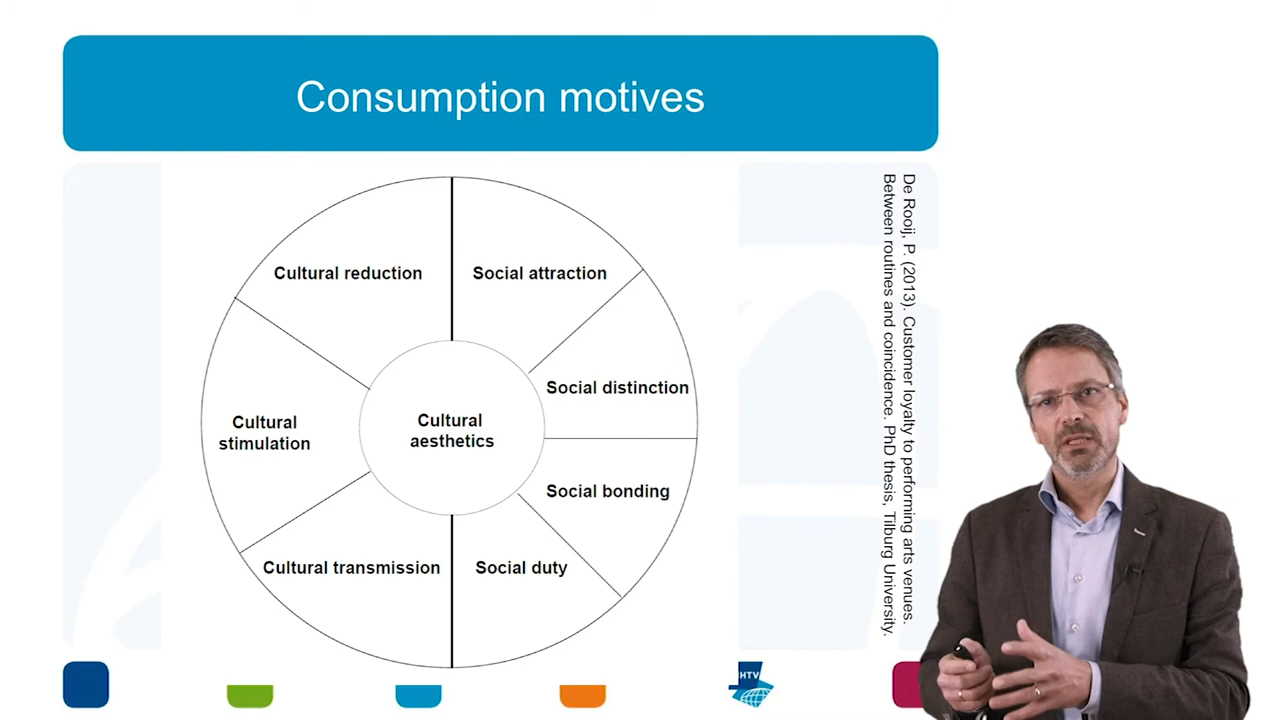 Consumption motives
Cultural reduction
Social attraction
Social distinction
Cultural
stimulation
Cultural
aesthetics
Social bonding
Cultural transmission
Social duty
De Rooij, P. (2013). Customer loyalty to performing arts venues.
Between routines and coincidence. PhD thesis, Tilburg University.
HTV